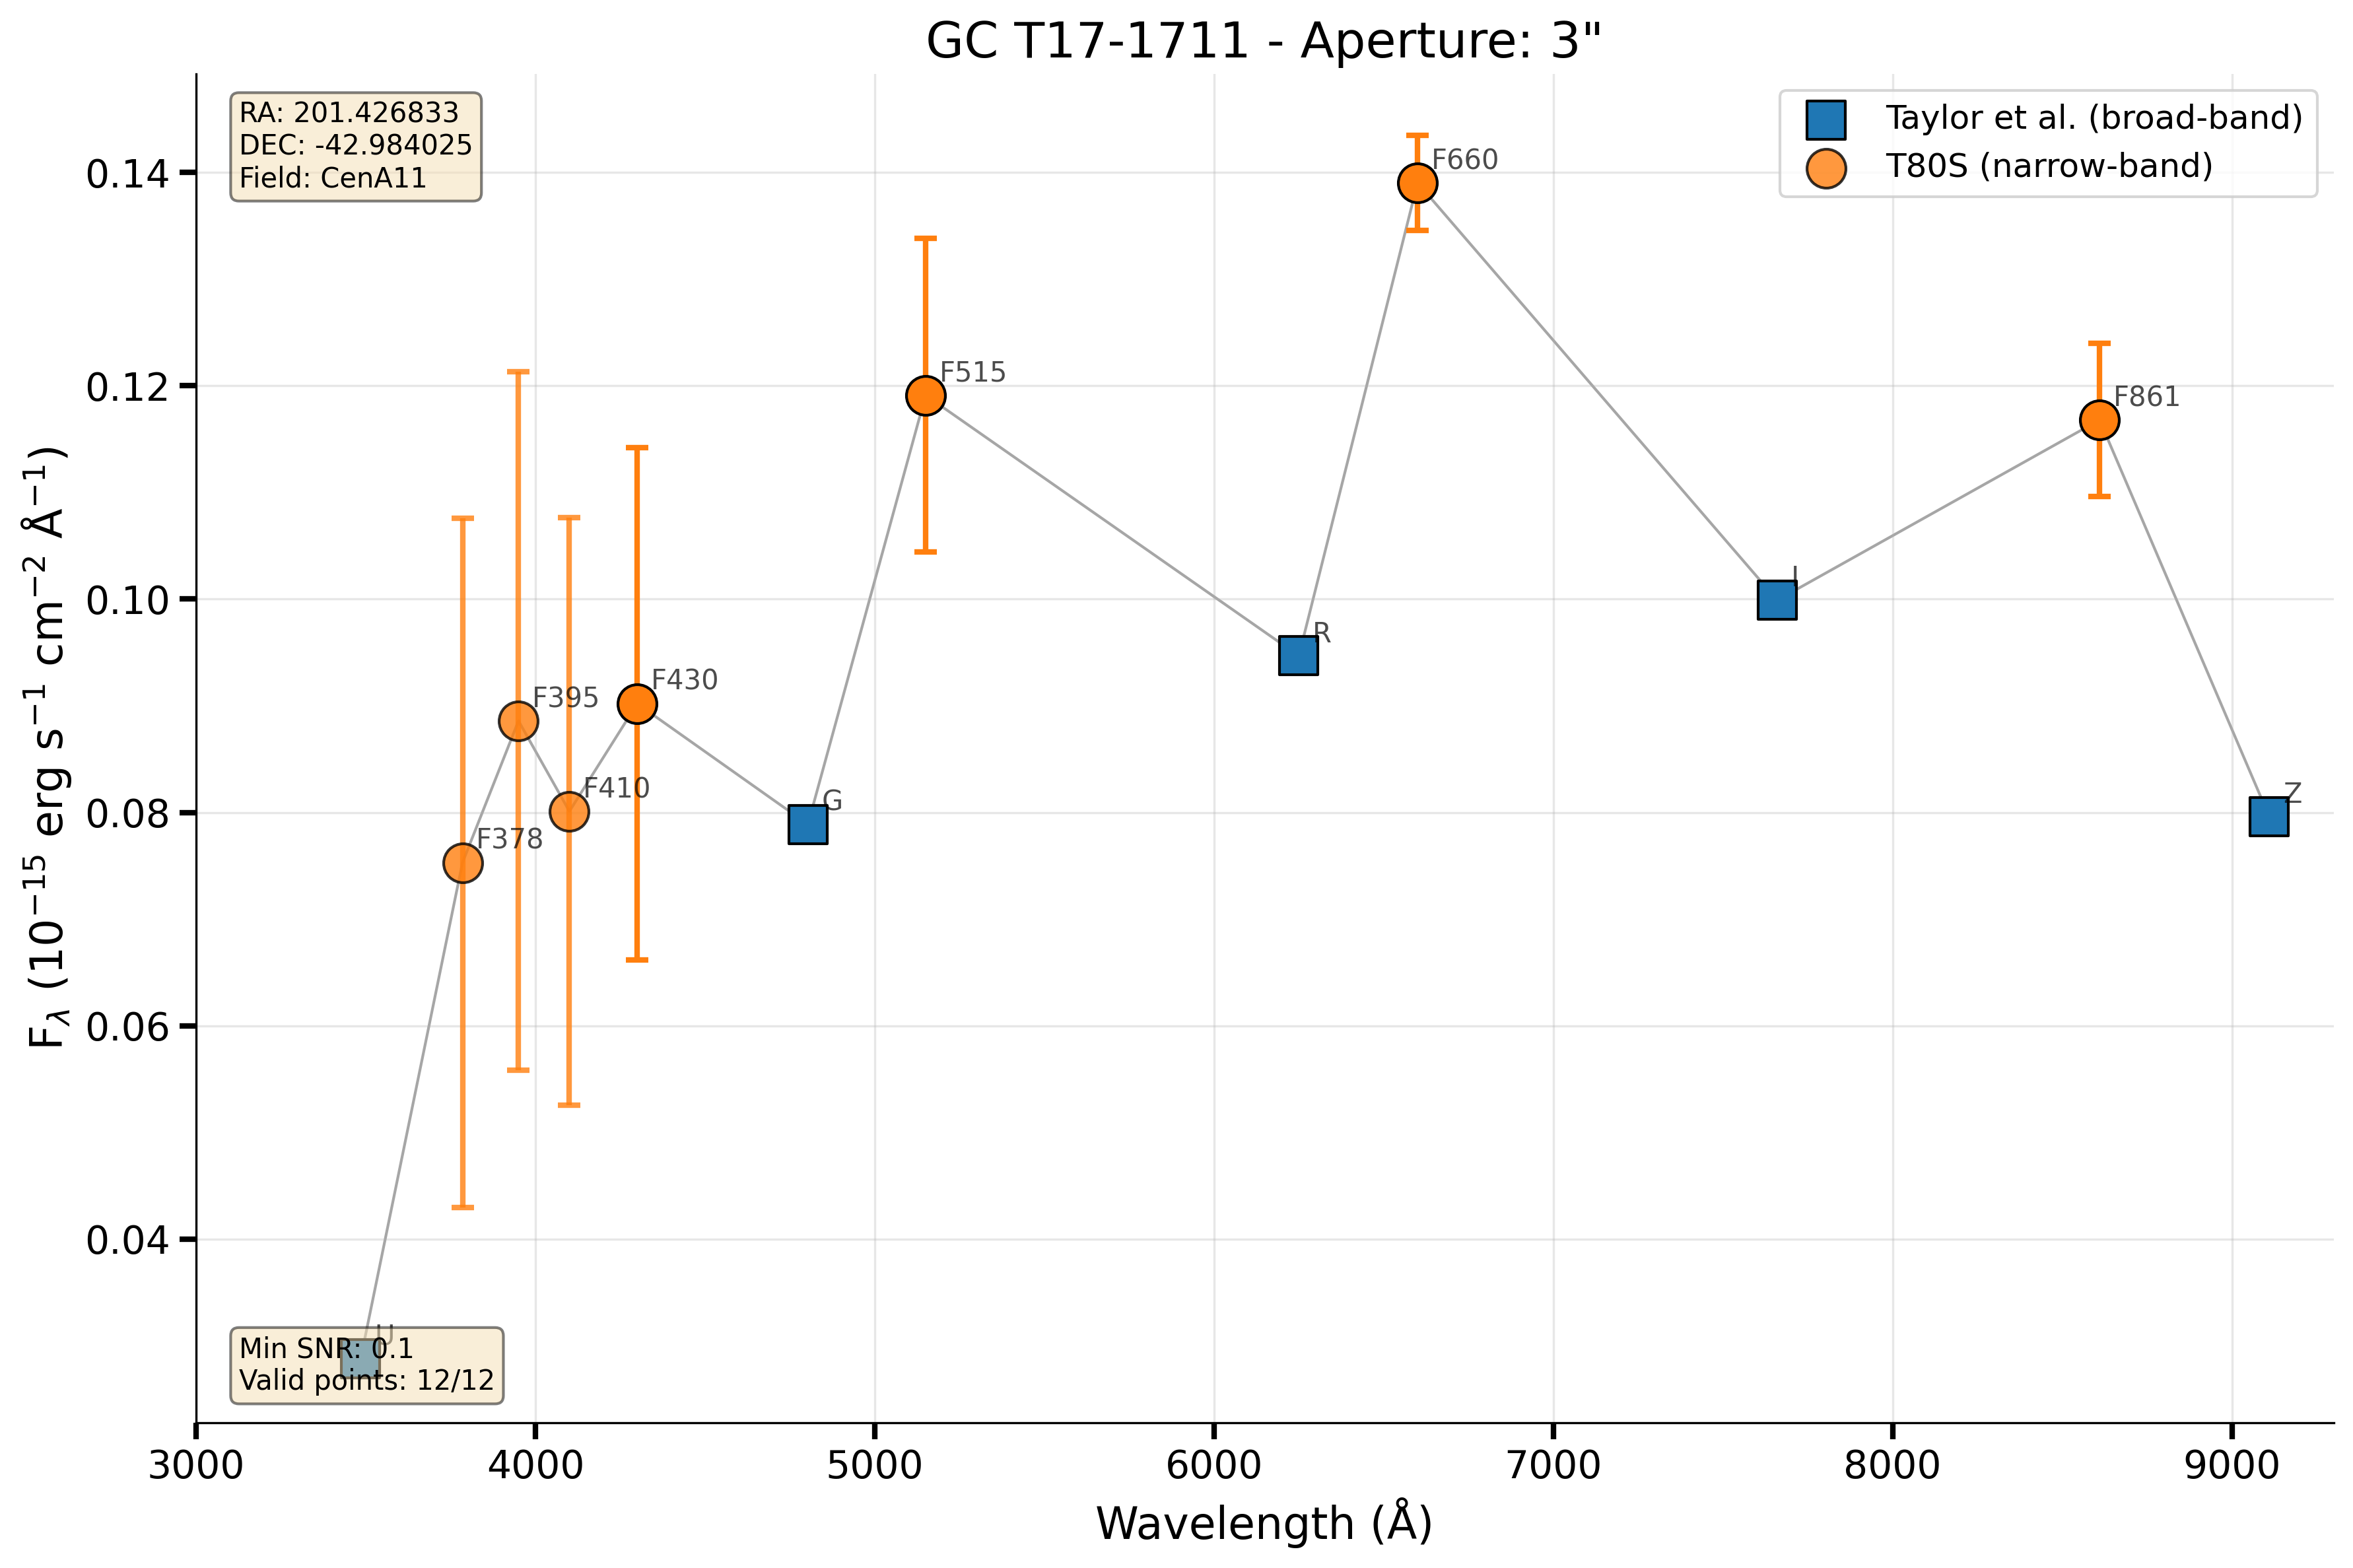 GC T17-1711 - Aperture: 3"
RA: 201.426833
DEC: -42.984025
Field: CenA11
Taylor et al. (broad-band)
T80S (narrow-band)
F660
F515
F861
I
R
F430
F395
F410
G
Z
F378
U
Min SNR: 0.1
Valid points: 12/12
0.14
0.12
0.10
0.08
0.06
0.04
F_λ (10⁻¹⁵ erg s⁻¹ cm⁻² Å⁻¹)
3000 4000 5000 6000 7000 8000 9000
Wavelength (Å)